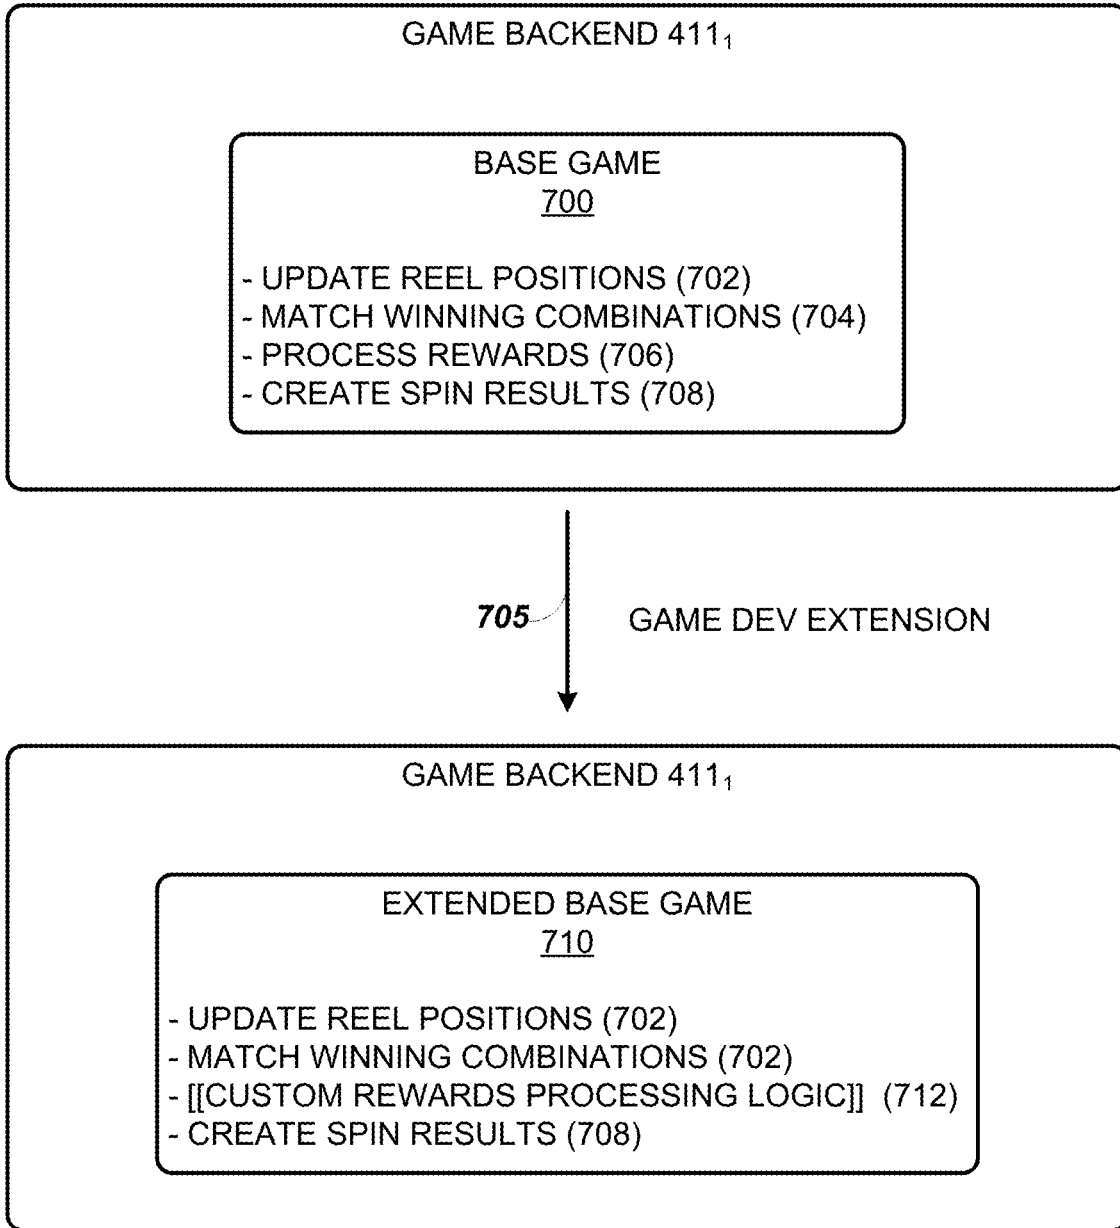 GAME BACKEND 411₁
BASE GAME
700
- UPDATE REEL POSITIONS (702)
- MATCH WINNING COMBINATIONS (704)
- PROCESS REWARDS (706)
- CREATE SPIN RESULTS (708)
705
GAME DEV EXTENSION
GAME BACKEND 411₁
EXTENDED BASE GAME
710
- UPDATE REEL POSITIONS (702)
- MATCH WINNING COMBINATIONS (702)
- [[CUSTOM REWARDS PROCESSING LOGIC]] (712)
- CREATE SPIN RESULTS (708)